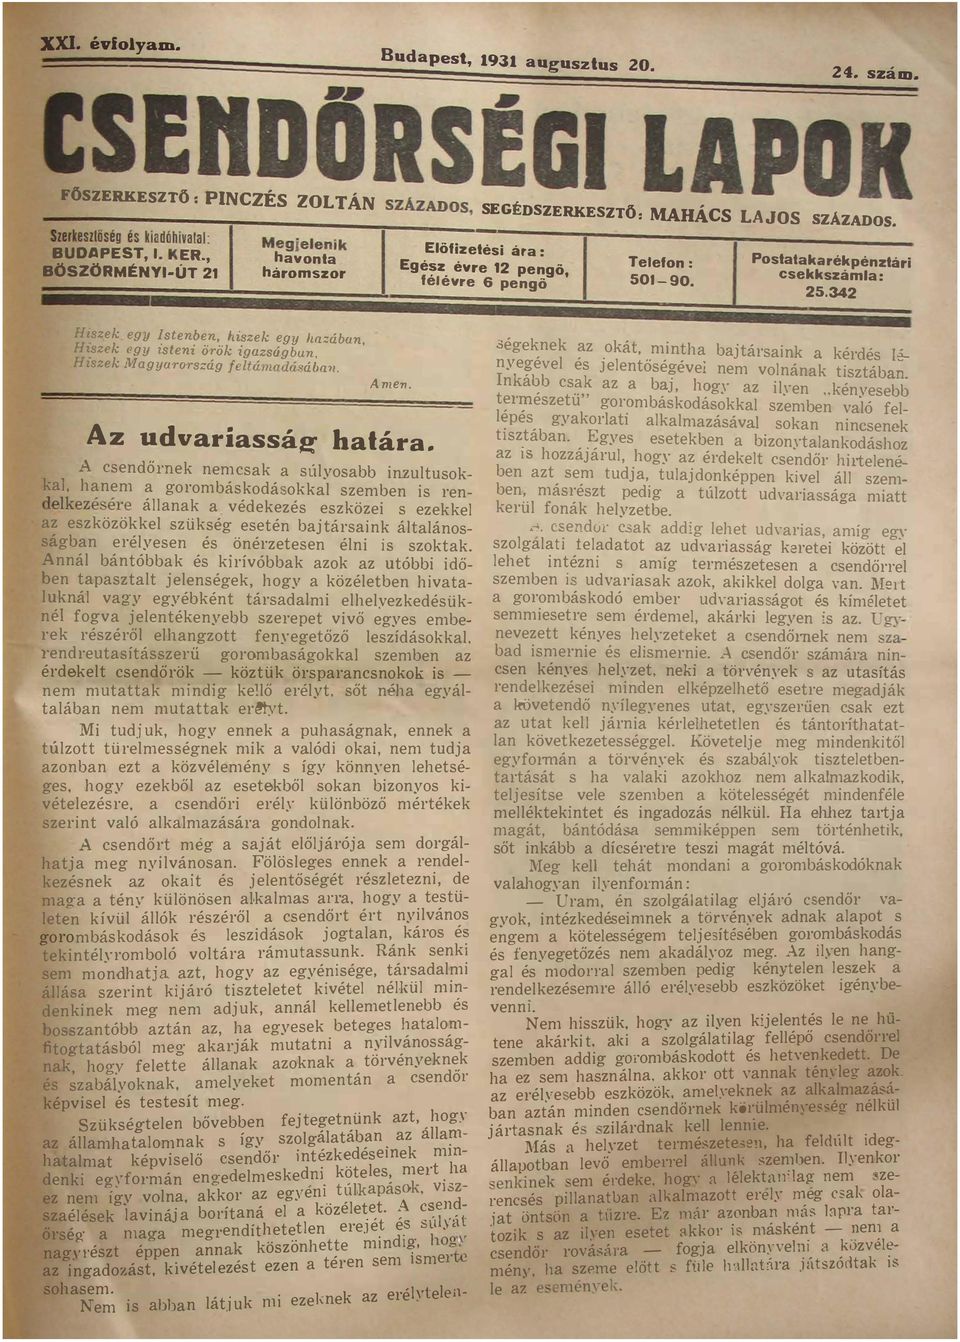 XXI. évfolyam.
Budapest, 1931 augusztus 20.
24. szám.
CSENDŐRSÉGI LAPOK
FŐSZERKESZTŐ: PINCZÉS ZOLTÁN SZÁZADOS, SEGÉDSZERKESZTŐ: MAHÁCS LAJOS SZÁZADOS.
Szerkesztőség és kiadóhivatal:
BUDAPEST, I. KER.,
BÖSZÖRMÉNYI-ÚT 21
Megjelenik
havonta
háromszor
Előfizetési ára:
Egész évre 12 pengő,
félévre 6 pengő
Telefon:
501-90.
Postatakarékpénztári
csekkszámla:
25.342
Hiszek egy Istenben, hiszek egy hazában,
Hiszek egy isteni örök igazságban,
Hiszek Magyarország feltámadásában.
Amen.
Az udvariasság határa.
A csendőrnek nemcsak a súlyosabb inzultusok-
kal, hanem a gorombáskodásokkal szemben is ren-
delkezésére állanak a védekezés eszközei s ezekkel
az eszközökkel szükség esetén bajtársaink általános-
ságban erélyesen és önérzetesen élni is szoktak.
Annál bántóbbak és kirívóbbak azok az utóbbi idő-
ben tapasztalt jelenségek, hogy a közéletben hivata-
luknál vagy egyébként társadalmi elhelyezkedésük-
nél fogva jelentékenyebb szerepet vivő egyes embe-
rek részéről elhangzott fenyegetőző leszídásokkal,
rendreutasításszerü gorombaságokkal szemben az
érdekelt csendőrök — köztük őrsparancsnokok is —
nem mutattak mindig kellő erélyt, sőt néha egyál-
talában nem mutattak erélyt.
Mi tudjuk, hogy ennek a puhaságnak, ennek a
túlzott türelmességnek mik a valódi okai, nem tudja
azonban ezt a közvélemény s így könnyen lehetsé-
ges, hogy ezekből az esetekből sokan bizonyos ki-
vételezésre, a csendőri erély különböző mértékek
szerint való alkalmazására gondolnak.
A csendőrt még a saját előljárója sem dorgál-
hatja meg nyilvánosan. Fölösleges ennek a rendel-
kezésnek az okait és jelentőségét részletezni, de
maga a tény különösen alkalmas arra, hogy a testü-
leten kívül állók részéről a csendőrt ért nyilvános
gorombáskodások és leszidások jogtalan, káros és
tekintélyromboló voltára rámutassunk. Ránk senki
sem mondhatja azt, hogy az egyénisége, társadalmi
állása szerint kijáró tiszteletet kivétel nélkül min-
denkinek meg nem adjuk, annál kellemetlenebb és
bosszantóbb aztán az, ha egyesek beteges hatalom-
fitogtatásból meg akarják mutatni a nyilvánosság-
nak, hogy felette állanak azoknak a törvényeknek
és szabályoknak, amelyeket momentán a csendőr
képvisel és testesít meg.
Szükségtelen bővebben fejtegetnünk azt, hogy
az államhatalomnak s így szolgálatában az állam-
hatalmat képviselő csendőr intézkedéseinek min-
denki egyformán engedelmeskedni köteles, mert ha
ez nem így volna, akkor az egyéni túlkapások, visz-
szaélések lavinája borítaná el a közéletet. A csend-
őrség a maga megrendíthetetlen erejét és súlyát
nagyrészt éppen annak köszönhette mindig, hogy
az ingadozást, kivételezést ezen a téren sem ismerte
sohasem.
Nem is abban látjuk mi ezeknek az erélytelen-
ségeknek az okát, mintha bajtársaink a kérdés lé-
nyegével és jelentőségével nem volnának tisztában.
Inkább csak az a baj, hogy az ilyen „kényesebb
természetü" gorombáskodásokkal szemben való fel-
lépés gyakorlati alkalmazásával sokan nincsenek
tisztában. Egyes esetekben a bizonytalankodáshoz
az is hozzájárul, hogy az érdekelt csendőr hirtelené-
ben azt sem tudja, tulajdonképpen kivel áll szem-
ben, másrészt pedig a túlzott udvariassága miatt
kerül fonák helyzetbe.
A csendőr csak addig lehet udvarias, amíg egy
szolgálati feladatot az udvariasság keretei között el
lehet intézni s amíg természetesen a csendőrrel
szemben is udvariasak azok, akikkel dolga van. Mert
a gorombáskodó ember udvariasságot és kíméletet
semmiesetre sem érdemel, akárki legyen is az. Úgy-
nevezett kényes helyzeteket a csendőrnek nem sza-
bad ismernie és elismernie. A csendőr számára nin-
csen kényes helyzet, neki a törvények s az utasítás
rendelkezései minden elképzelhető esetre megadják
a követendő nyílegyenes utat, egyszerüen csak ezt
az utat kell járnia kérlelhetetlen és tántoríthatat-
lan következetességgel. Követelje meg mindenkitől
egyformán a törvények és szabályok tiszteletben-
tartását s ha valaki azokhoz nem alkalmazkodik,
teljesítse vele szemben a kötelességét mindenféle
mellektekintet és ingadozás nélkül. Ha ehhez tartja
magát, bántódása semmiképpen sem történhetik,
sőt inkább a dícséretre teszi magát méltóvá.
Meg kell tehát mondani a gorombáskodóknak
valahogyan ilyenformán:
— Uram, én szolgálatilag eljáró csendőr va-
gyok, intézkedéseimnek a törvények adnak alapot s
engem a kötelességem teljesítésében gorombáskodás
és fenyegetőzés nem akadályoz meg. Az ilyen hang-
gal és modorral szemben pedig kénytelen leszek a
rendelkezésemre álló erélyesebb eszközöket igénybe-
venni.
Nem hisszük, hogy az ilyen kijelentés le ne hü-
tene akárkit, aki a szolgálatilag fellépő csendőrrel
szemben addig gorombáskodott és hetvenkedett. De
ha ez sem használna, akkor ott vannak tényleg azok
az erélyesebb eszközök, amelyeknek az alkalmazásá-
ban aztán minden csendőrnek körülményesség nélkül
jártasnak és szilárdnak kell lennie.
Más a helyzet természetesen, ha feldúlt ideg-
állapotban levő emberrel állunk szemben. Ilyenkor
senkinek sem érdeke, hogy a lélektanilag nem sze-
rencsés pillanatban alkalmazott erély még csak ola-
jat öntsön a tüzre. Ez már azonban más lapra tar-
tozik s az ilyen esetet akkor is másként — nem a
csendőr rovására — fogja elkönyvelni a közvéle-
mény, ha szeme előtt s füle hallatára játszódtak is
le az események.